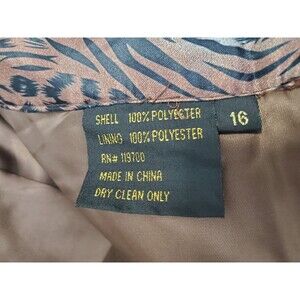 SHELL 100% POLYESTER
LINING 100% POLYESTER
RN# 119700
MADE IN CHINA
DRY CLEAN ONLY
16